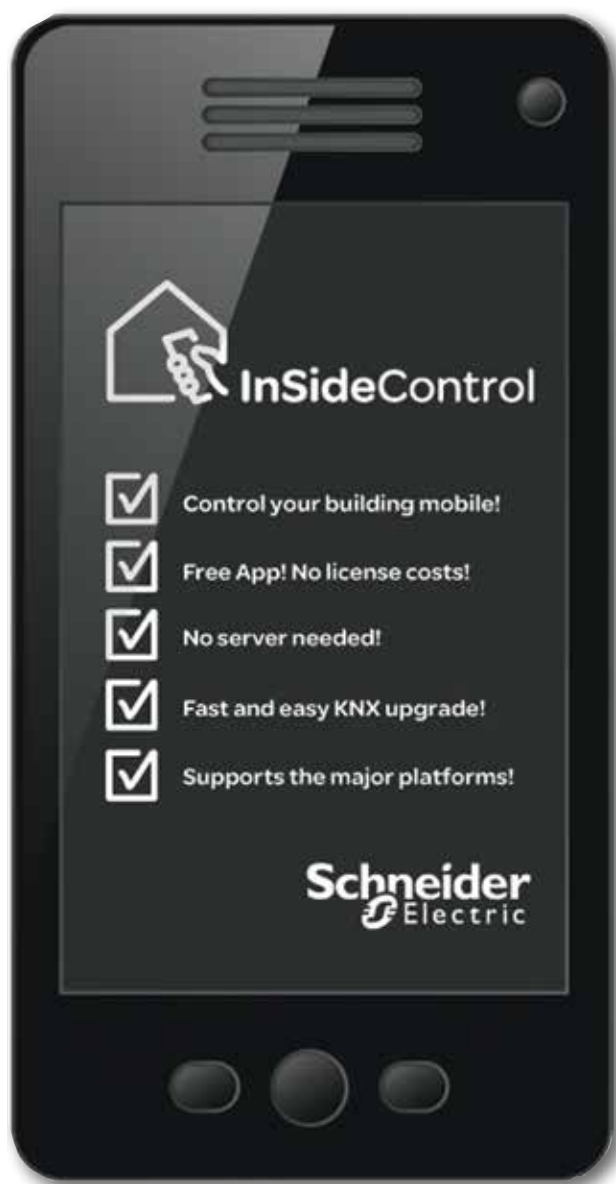 InSideControl
Control your building mobile!
Free App! No license costs!
No server needed!
Fast and easy KNX upgrade!
Supports the major platforms!
Schneider
Electric